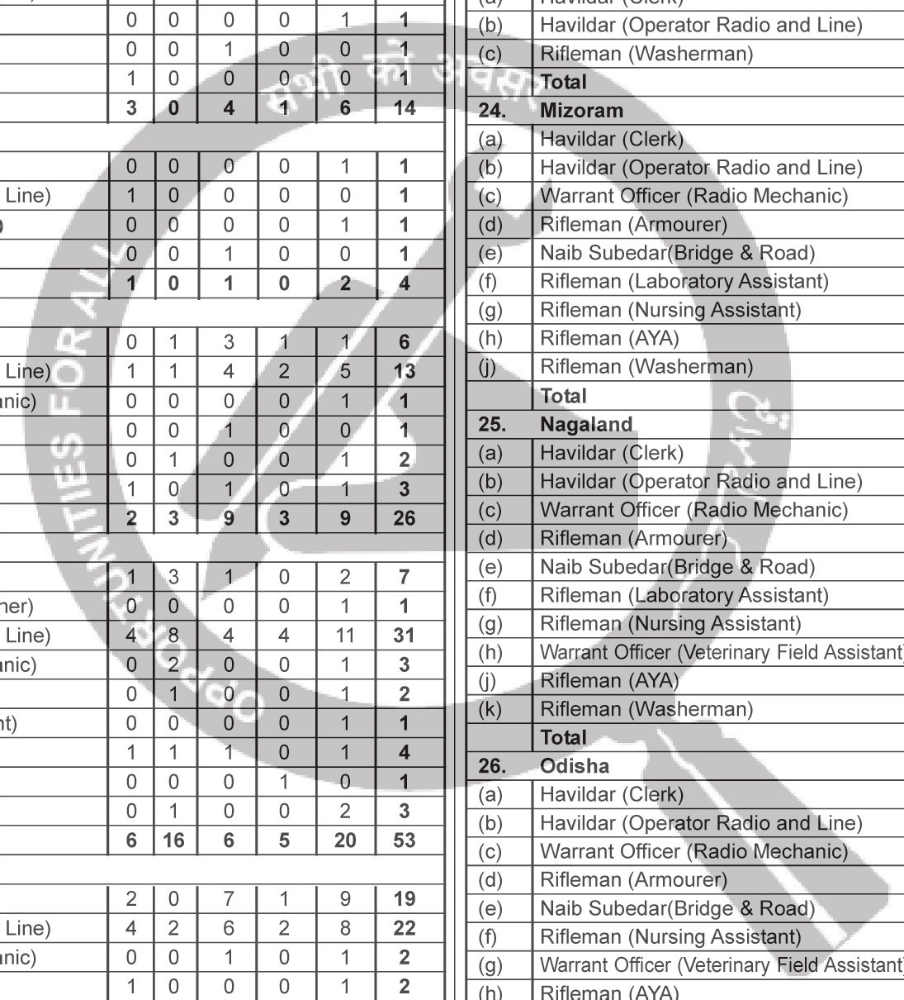 0 0 0 0 1 1
0 0 1 0 0 1
1 0 0 0 0 1
3 0 4 1 6 14
0 0 0 0 1 1
Line) 1 0 0 0 0 1
0 0 0 0 1 1
0 0 1 0 0 1
1 0 1 0 2 4
0 1 3 1 1 6
Line) 1 1 4 2 5 13
anic) 0 0 0 0 1 1
0 0 1 0 0 1
0 1 0 0 1 2
1 0 1 0 1 3
2 3 9 3 9 26
1 3 1 0 2 7
her) 0 0 0 0 1 1
Line) 4 8 4 4 11 31
anic) 0 2 0 0 1 3
0 1 0 0 1 2
nt) 0 0 0 0 1 1
1 1 1 0 1 4
0 0 0 1 0 1
0 1 0 0 2 3
6 16 6 5 20 53
2 0 7 1 9 19
Line) 4 2 6 2 8 22
anic) 0 0 1 0 1 2
1 0 0 0 1 2
(a) Havildar (Clerk)
(b) Havildar (Operator Radio and Line)
(c) Rifleman (Washerman)
Total
24. Mizoram
(a) Havildar (Clerk)
(b) Havildar (Operator Radio and Line)
(c) Warrant Officer (Radio Mechanic)
(d) Rifleman (Armourer)
(e) Naib Subedar(Bridge & Road)
(f) Rifleman (Laboratory Assistant)
(g) Rifleman (Nursing Assistant)
(h) Rifleman (AYA)
(j) Rifleman (Washerman)
Total
25. Nagaland
(a) Havildar (Clerk)
(b) Havildar (Operator Radio and Line)
(c) Warrant Officer (Radio Mechanic)
(d) Rifleman (Armourer)
(e) Naib Subedar(Bridge & Road)
(f) Rifleman (Laboratory Assistant)
(g) Rifleman (Nursing Assistant)
(h) Warrant Officer (Veterinary Field Assistant)
(j) Rifleman (AYA)
(k) Rifleman (Washerman)
Total
26. Odisha
(a) Havildar (Clerk)
(b) Havildar (Operator Radio and Line)
(c) Warrant Officer (Radio Mechanic)
(d) Rifleman (Armourer)
(e) Naib Subedar(Bridge & Road)
(f) Rifleman (Nursing Assistant)
(g) Warrant Officer (Veterinary Field Assistant)
(h) Rifleman (AYA)
सभी को अवसर
OPPORTUNITIES FOR ALL